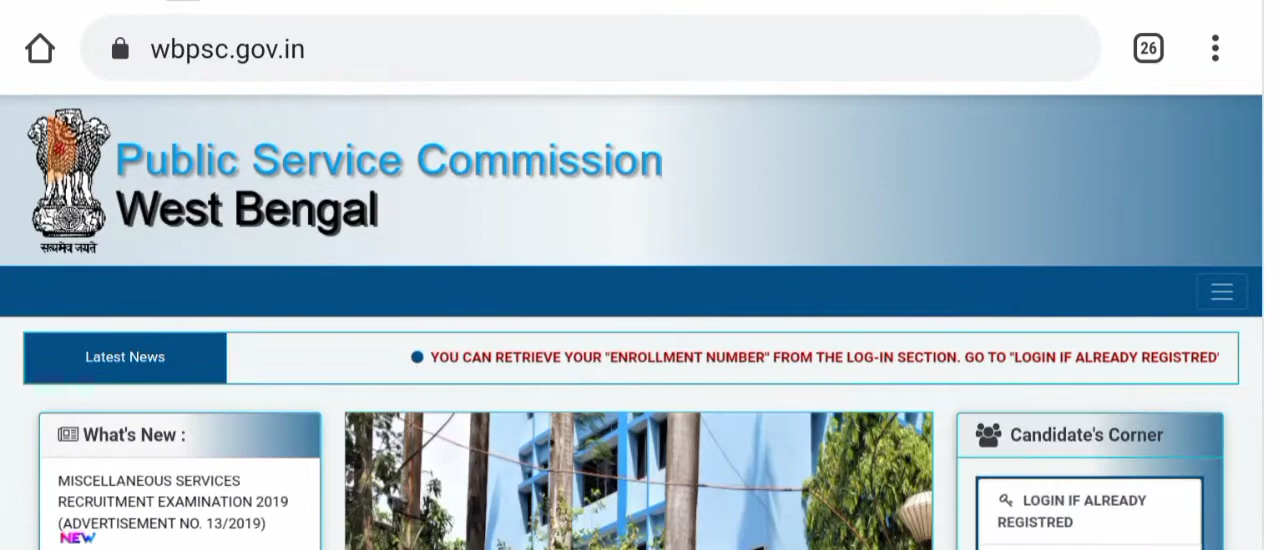 wbpsc.gov.in
26
Public Service Commission
West Bengal
सत्यमेव जयते
Latest News
YOU CAN RETRIEVE YOUR "ENROLLMENT NUMBER" FROM THE LOG-IN SECTION. GO TO "LOGIN IF ALREADY REGISTRED'
What's New :
MISCELLANEOUS SERVICES
RECRUITMENT EXAMINATION 2019
(ADVERTISEMENT NO. 13/2019)
NEW
Candidate's Corner
LOGIN IF ALREADY
REGISTRED